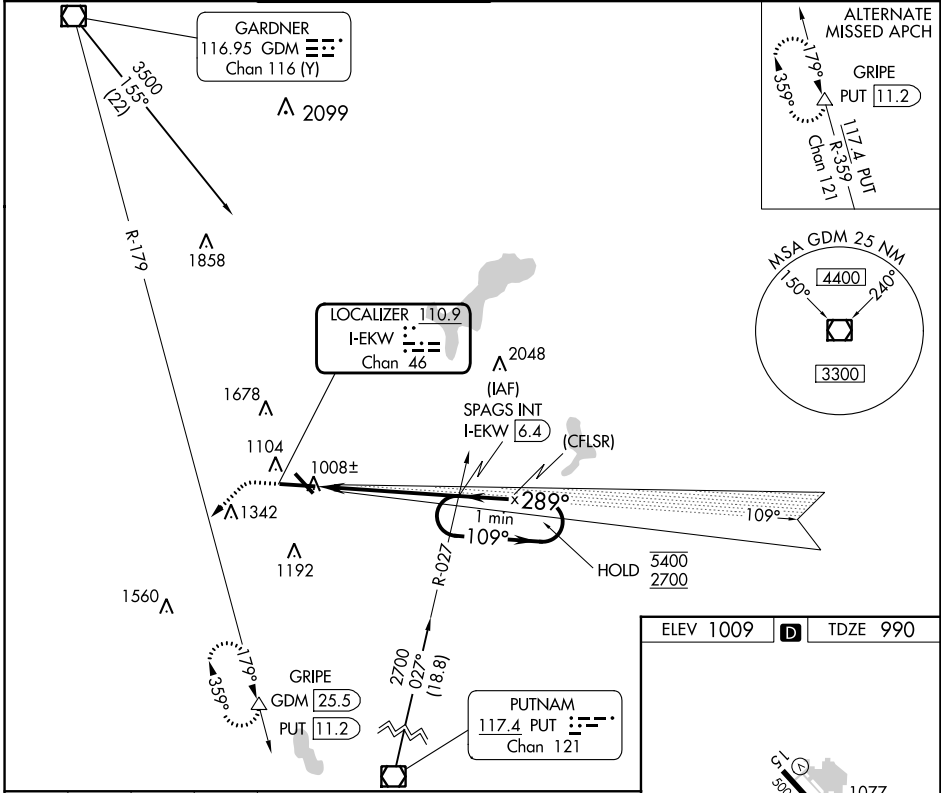 GARDNER
116.95 GDM
Chan 116 (Y)
3500
155°
(22)
2099
ALTERNATE
MISSED APCH
179°
359°
GRIPE
PUT 11.2
117.4 PUT
R-359
Chan 121
R-179
1858
MSA GDM 25 NM
150°
240°
4400
3300
LOCALIZER 110.9
I-EKW
Chan 46
2048
(IAF)
SPAGS INT
I-EKW 6.4
(CFLSR)
1678
1104
1008±
1342
289°
1 min
109°
109°
HOLD 5400
2700
1192
1560
R-027
2700
027°
(18.8)
179°
359°
GRIPE
GDM 25.5
PUT 11.2
PUTNAM
117.4 PUT
Chan 121
ELEV 1009 D TDZE 990
15
V
1077